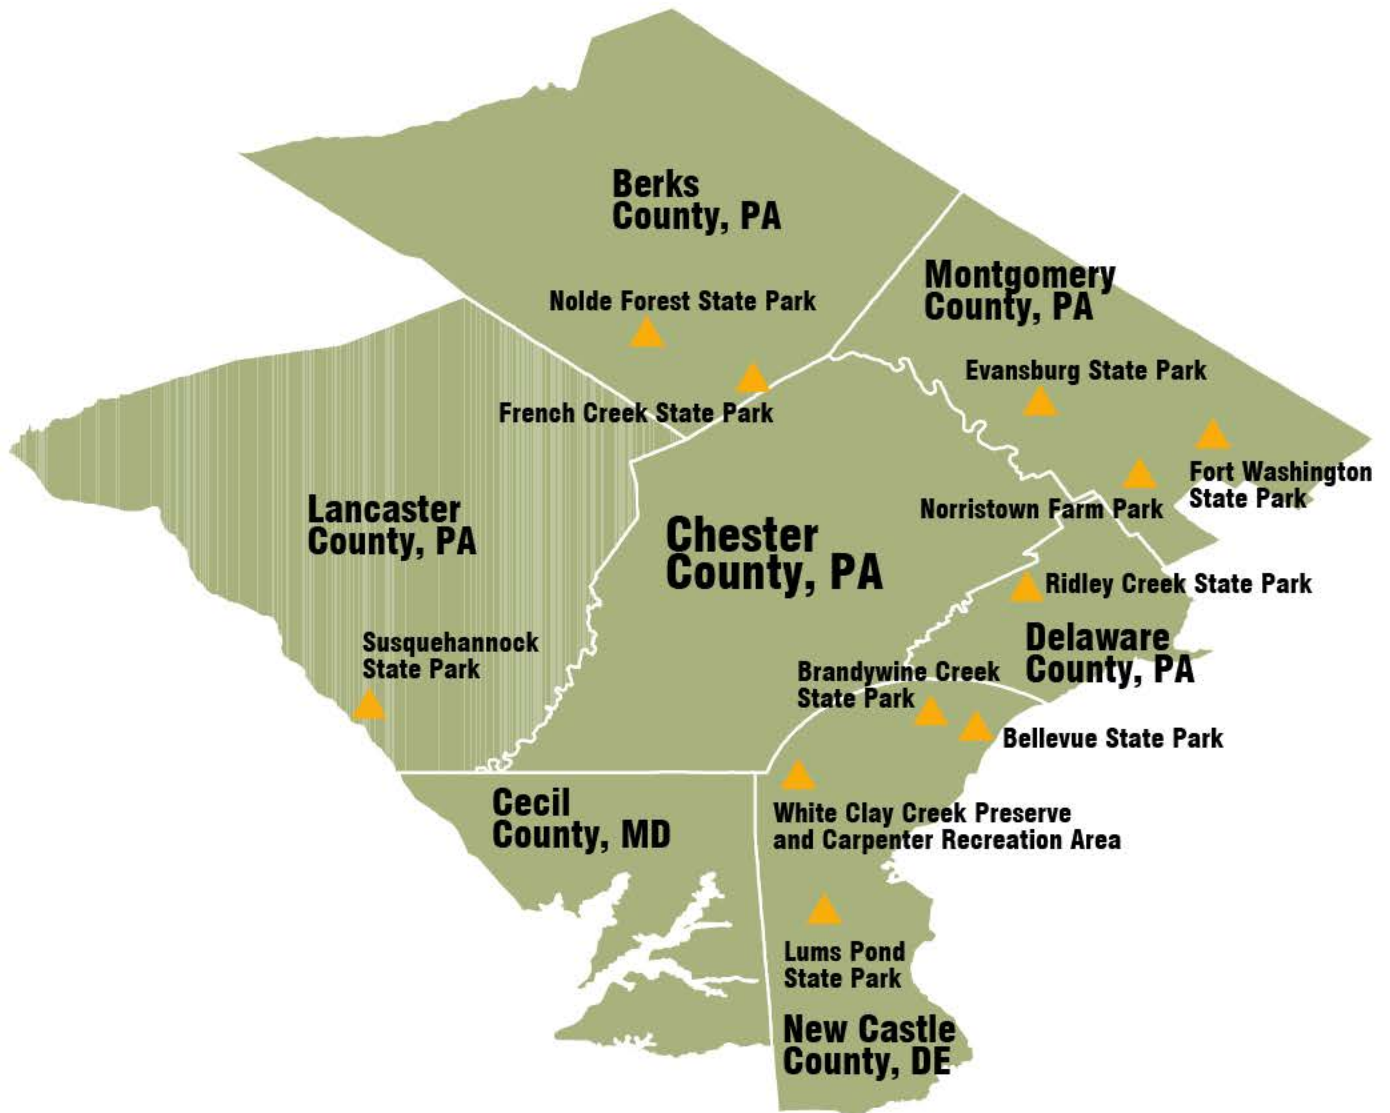 Berks
County, PA
Montgomery
County, PA
Nolde Forest State Park
Evansburg State Park
French Creek State Park
Fort Washington
State Park
Lancaster
County, PA
Norristown Farm Park
Chester
County, PA
Ridley Creek State Park
Delaware
County, PA
Susquehannock
State Park
Brandywine Creek
State Park
Bellevue State Park
Cecil
County, MD
White Clay Creek Preserve
and Carpenter Recreation Area
Lums Pond
State Park
New Castle
County, DE